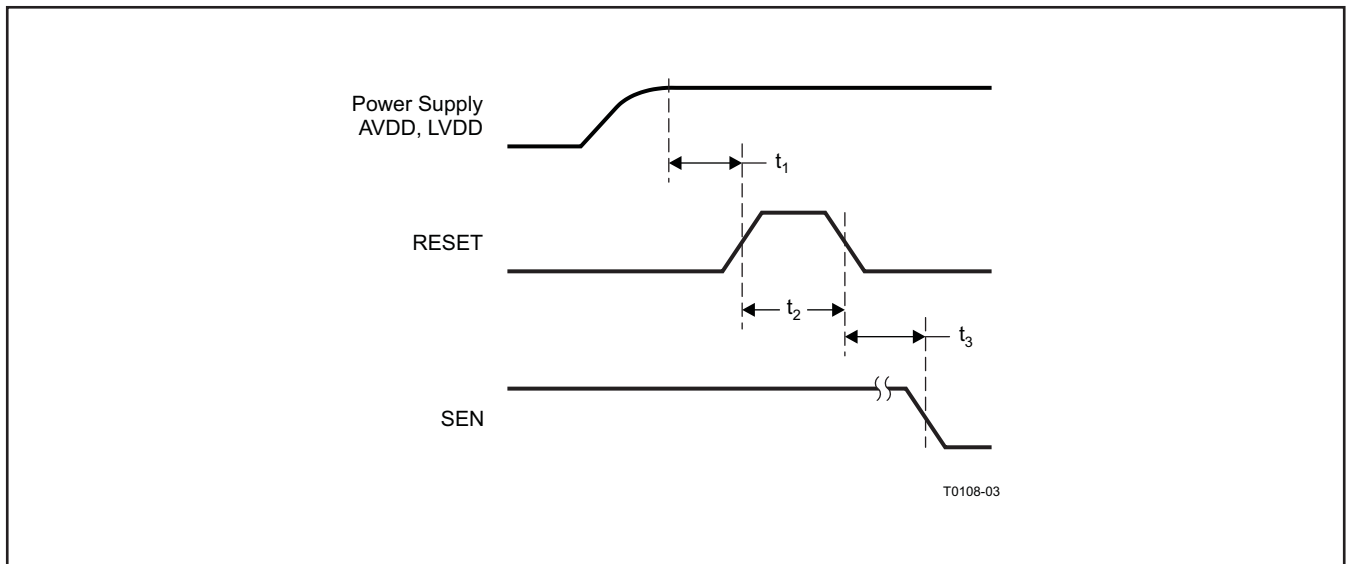 Power Supply
AVDD, LVDD
t1
RESET
t2
t3
SEN
T0108-03